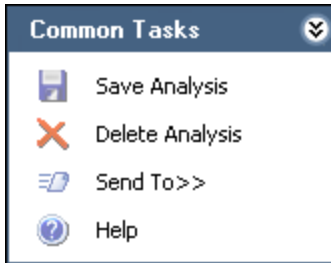 Common Tasks
Save Analysis
Delete Analysis
Send To>>
Help